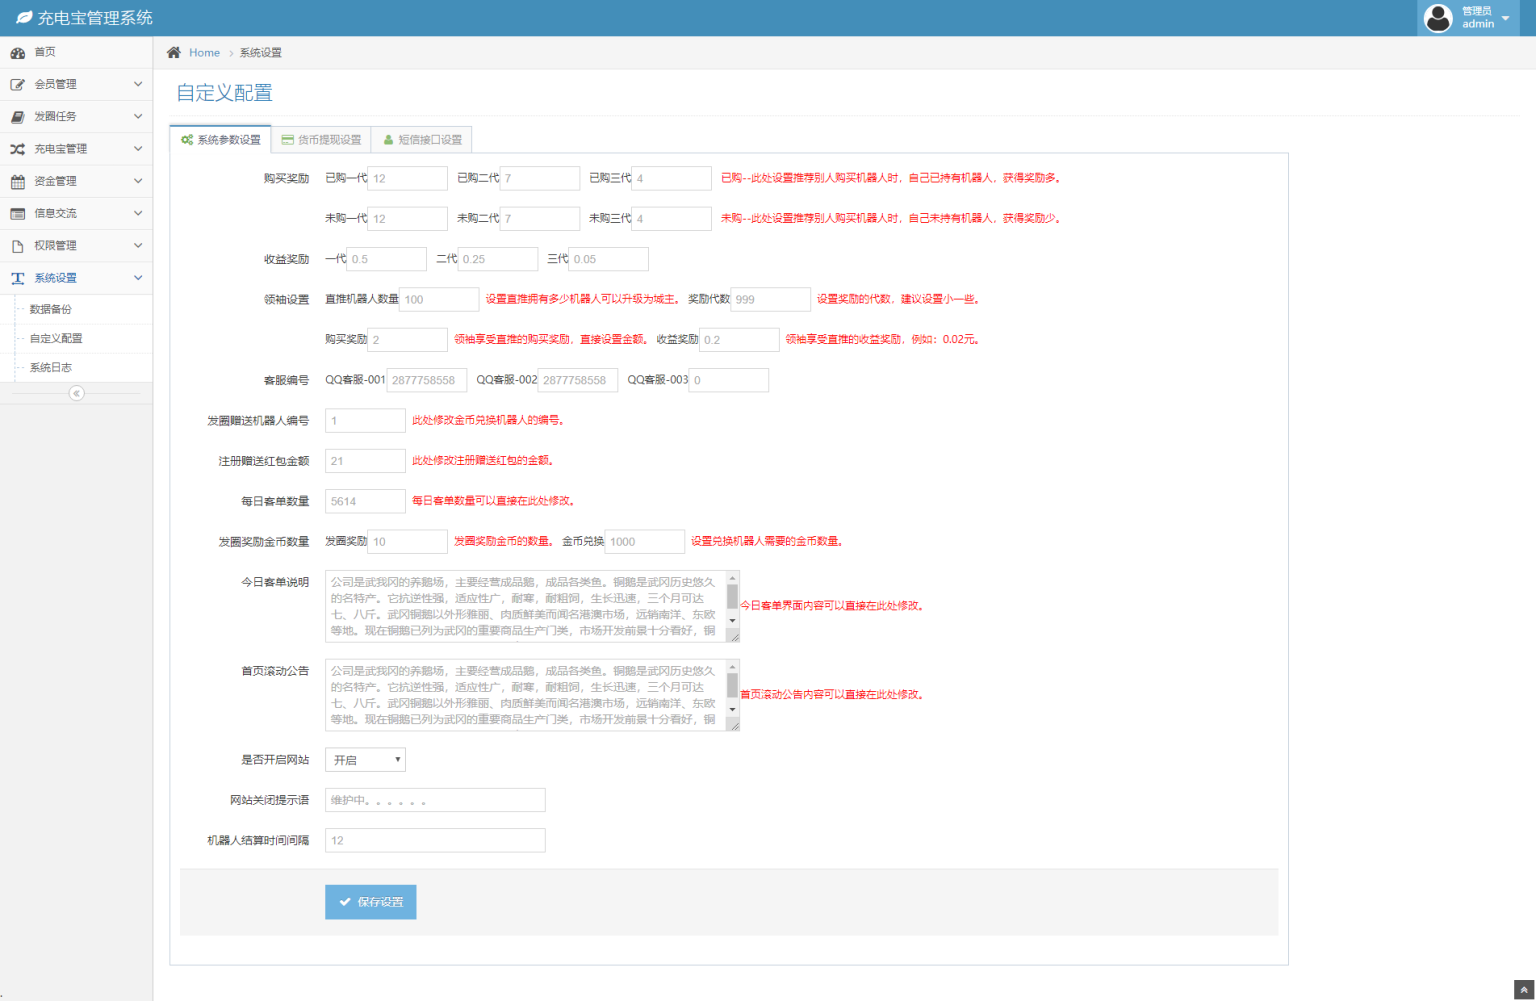 充电宝管理系统
管理员
admin
首页
会员管理
发圈任务
充电宝管理
资金管理
信息交流
权限管理
系统设置
数据备份
自定义配置
系统日志
Home > 系统设置
自定义配置
系统参数设置 货币提现设置 短信接口设置
购买奖励 已购一代 12 已购二代 7 已购三代 4 已购--此处设置推荐别人购买机器人时，自己已持有机器人，获得奖励多。
未购一代 12 未购二代 7 未购三代 4 未购--此处设置推荐别人购买机器人时，自己未持有机器人，获得奖励少。
收益奖励 一代 0.5 二代 0.25 三代 0.05
领袖设置 直推机器人数量 100 设置直推拥有多少机器人可以升级为域主。 奖励代数 999 设置奖励的代数，建议设置小一些。
购买奖励 2 领袖享受直推的购买奖励，直接设置金额。 收益奖励 0.2 领袖享受直推的收益奖励，例如：0.02元。
客服编号 QQ客服-001 2877758558 QQ客服-002 2877758558 QQ客服-003 0
发圈赠送机器人编号 1 此处修改金币兑换机器人的编号。
注册赠送红包金额 21 此处修改注册赠送红包的金额。
每日客单数量 5614 每日客单数量可以直接在此处修改。
发圈奖励金币数量 发圈奖励 10 发圈奖励金币的数量。 金币兑换 1000 设置兑换机器人需要的金币数量。
今日客单说明 公司是武我冈的养鹅场，主要经营成品鹅，成品各类鱼。铜鹅是武冈历史悠久
的名特产。它抗逆性强，适应性广，耐寒，耐粗饲，生长迅速，三个月可达
七、八斤。武冈铜鹅以外形雅丽、肉质鲜美而闻名港澳市场，远销南洋、东欧
等地。现在铜鹅已列为武冈的重要商品生产门类，市场开发前景十分看好，铜
今日客单界面内容可以直接在此处修改。
首页滚动公告 公司是武我冈的养鹅场，主要经营成品鹅，成品各类鱼。铜鹅是武冈历史悠久
的名特产。它抗逆性强，适应性广，耐寒，耐粗饲，生长迅速，三个月可达
七、八斤。武冈铜鹅以外形雅丽、肉质鲜美而闻名港澳市场，远销南洋、东欧
等地。现在铜鹅已列为武冈的重要商品生产门类，市场开发前景十分看好，铜
首页滚动公告内容可以直接在此处修改。
是否开启网站 开启
网站关闭提示语 维护中。。。。。。
机器人结算时间间隔 12
保存设置